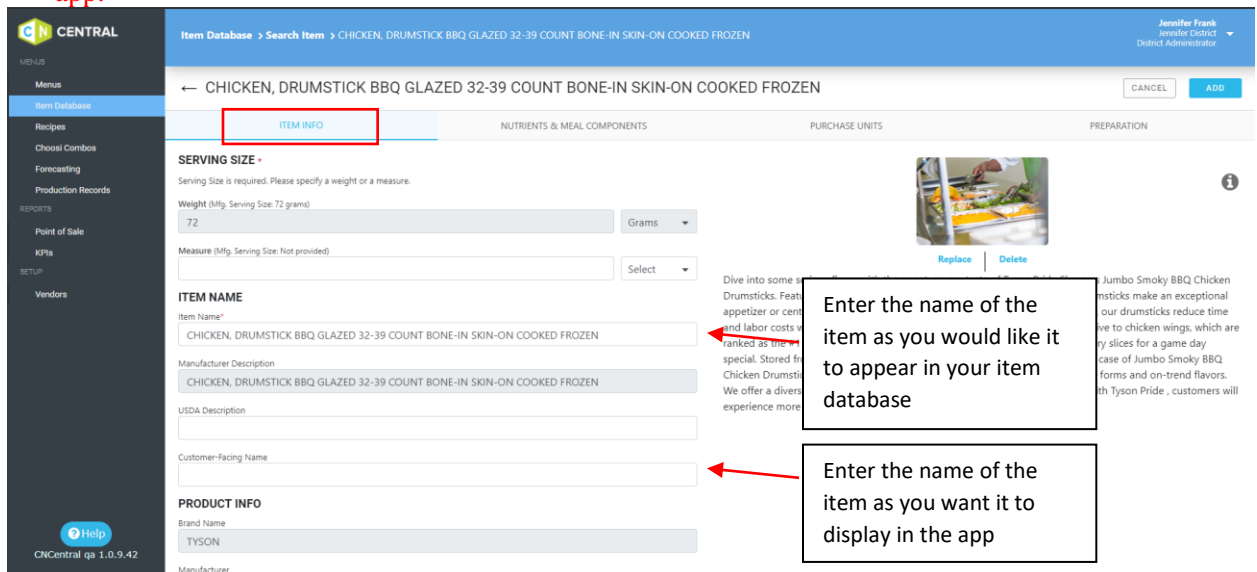 app.
CN CENTRAL
Item Database > Search Item > CHICKEN, DRUMSTICK BBQ GLAZED 32-39 COUNT BONE-IN SKIN-ON COOKED FROZEN
Jennifer Frank
Jennifer District
District Administrator
MENUS
Menus
Item Database
Recipes
Choosi Combos
Forecasting
Production Records
REPORTS
Point of Sale
KPIs
SETUP
Vendors
Help
CNCentral qa 1.0.9.42
← CHICKEN, DRUMSTICK BBQ GLAZED 32-39 COUNT BONE-IN SKIN-ON COOKED FROZEN
CANCEL
ADD
ITEM INFO
NUTRIENTS & MEAL COMPONENTS
PURCHASE UNITS
PREPARATION
SERVING SIZE *
Serving Size is required. Please specify a weight or a measure.
Weight (Mfg. Serving Size: 72 grams)
72
Grams
Measure (Mfg. Serving Size: Not provided)
Select
ITEM NAME
Item Name*
CHICKEN, DRUMSTICK BBQ GLAZED 32-39 COUNT BONE-IN SKIN-ON COOKED FROZEN
Manufacturer Description
CHICKEN, DRUMSTICK BBQ GLAZED 32-39 COUNT BONE-IN SKIN-ON COOKED FROZEN
USDA Description
Customer-Facing Name
PRODUCT INFO
Brand Name
TYSON
Manufacturer
Replace
Delete
Dive into some Jumbo Smoky BBQ Chicken
Drumsticks. make an exceptional
appetizer or our drumsticks reduce time
and labor costs to chicken wings, which are
ranked as the slices for a game day
special. Stored case of Jumbo Smoky BBQ
Chicken forms and on-trend flavors.
We offer a Tyson Pride , customers will
experience more
Enter the name of the
item as you would like it
to appear in your item
database
Enter the name of the
item as you want it to
display in the app